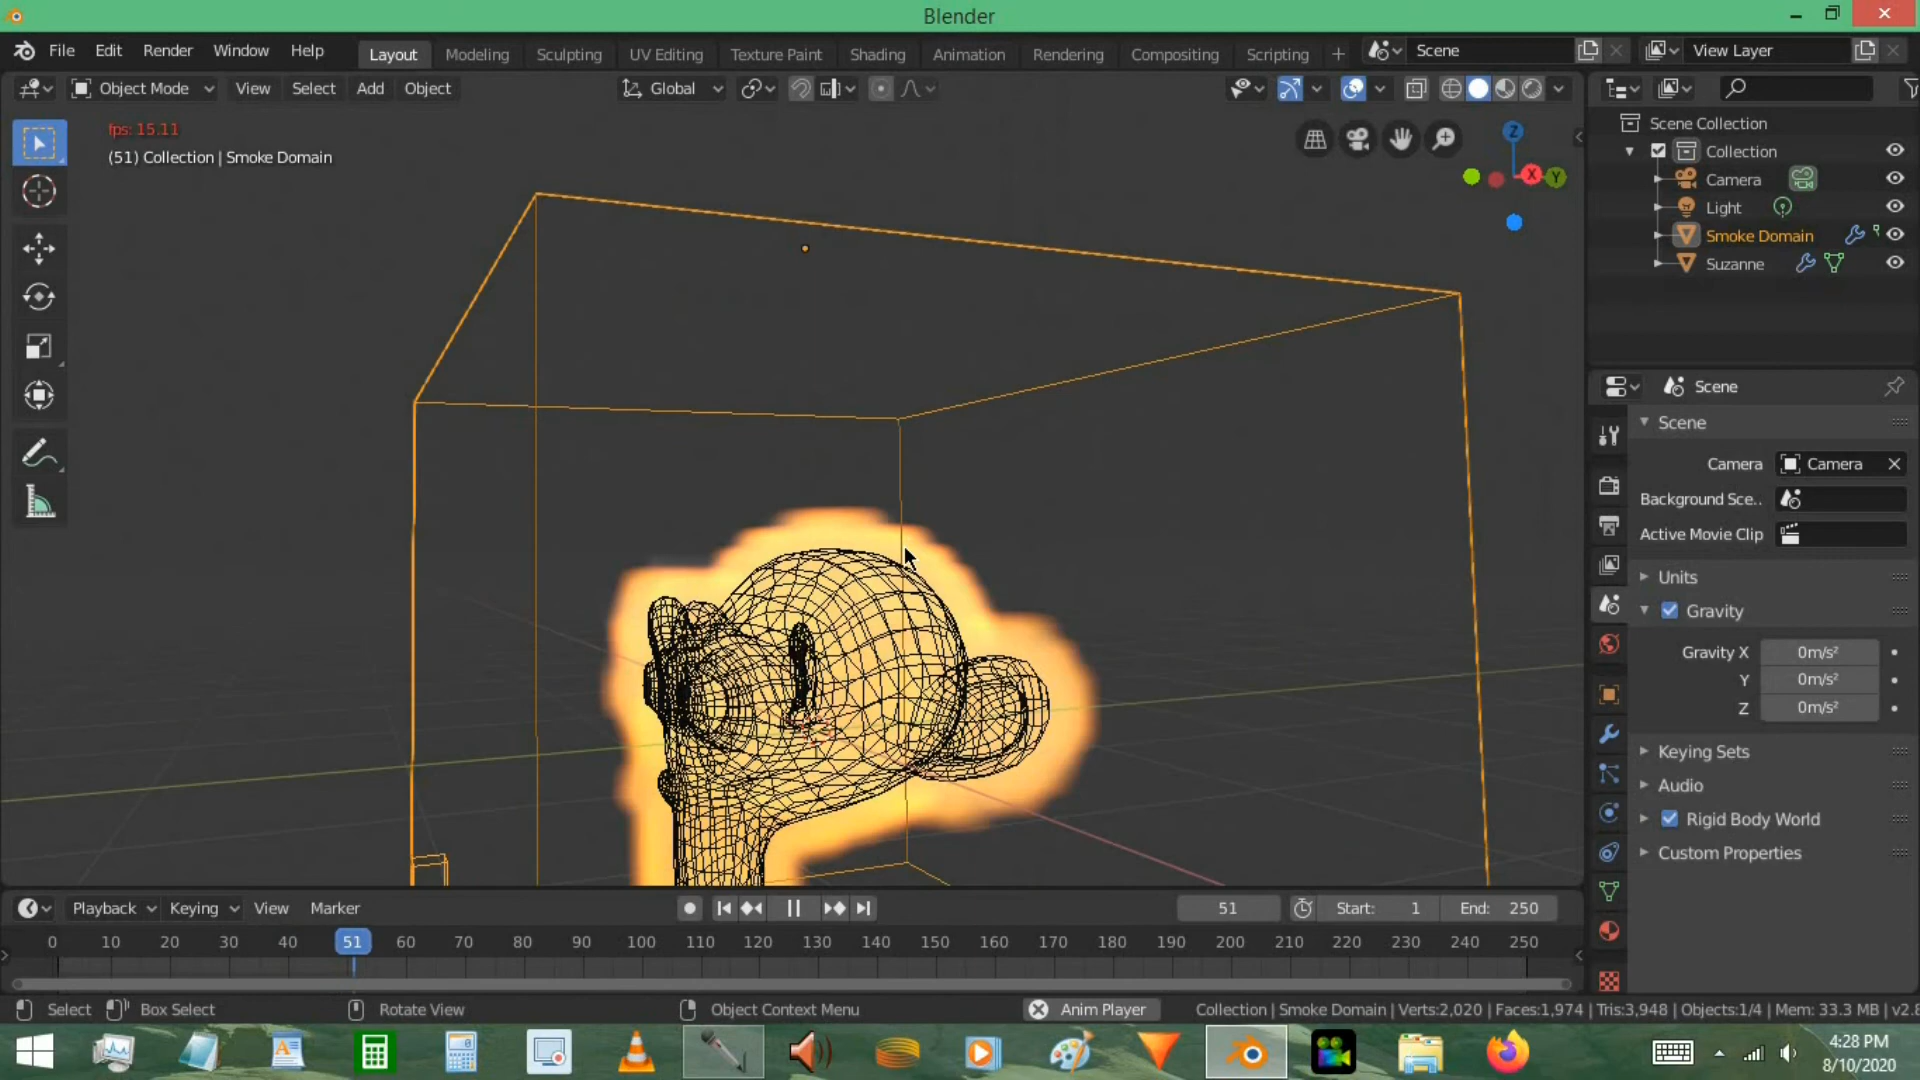 Blender
File Edit Render Window Help Layout Modeling Sculpting UV Editing Texture Paint Shading Animation Rendering Compositing Scripting + Scene View Layer
Object Mode View Select Add Object Global
fps: 15.11
(51) Collection | Smoke Domain
Z
X
Y
Scene Collection
Collection
Camera
Light
Smoke Domain
Suzanne
Scene
Scene
Camera Camera
Background Sce..
Active Movie Clip
Units
Gravity
Gravity X 0m/s²
Y 0m/s²
Z 0m/s²
Keying Sets
Audio
Rigid Body World
Custom Properties
Playback Keying View Marker 51 Start: 1 End: 250
0 10 20 30 40 51 60 70 80 90 100 110 120 130 140 150 160 170 180 190 200 210 220 230 240 250
Select Box Select Rotate View Object Context Menu Anim Player Collection | Smoke Domain | Verts:2,020 | Faces:1,974 | Tris:3,948 | Objects:1/4 | Mem: 33.3 MB | v2.8
4:28 PM
8/10/2020